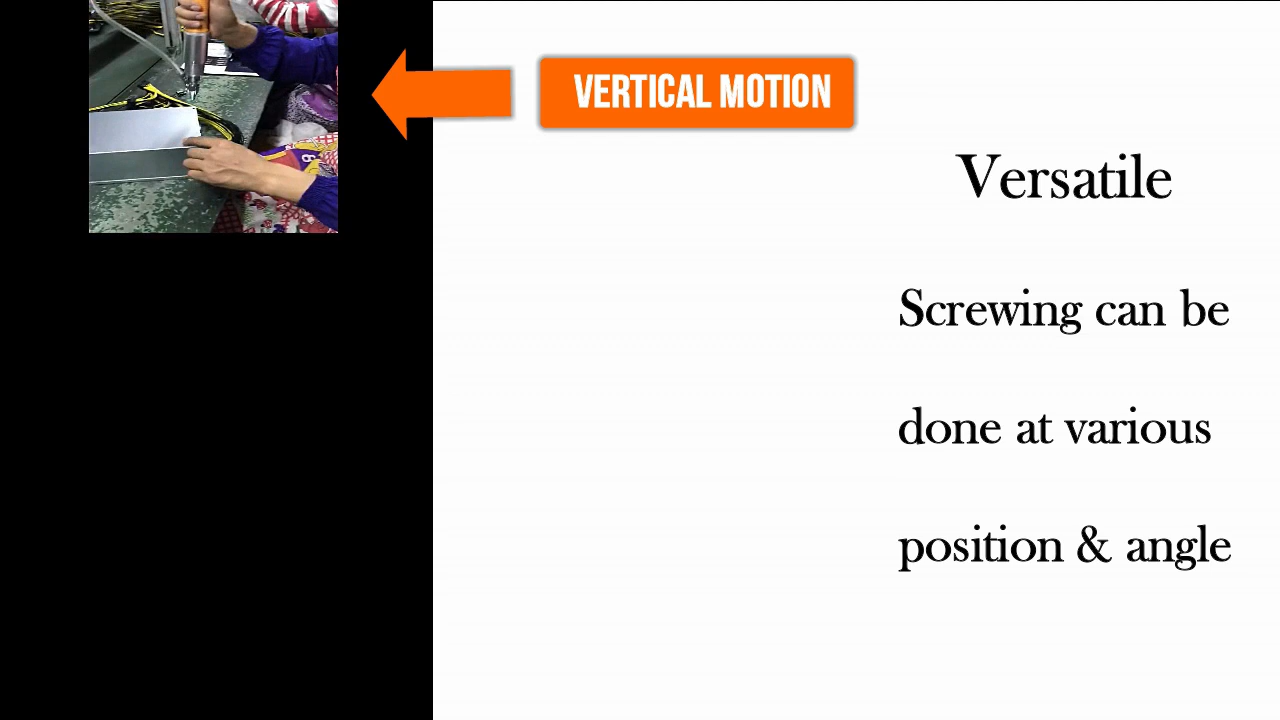 VERTICAL MOTION
Versatile
Screwing can be
done at various
position & angle